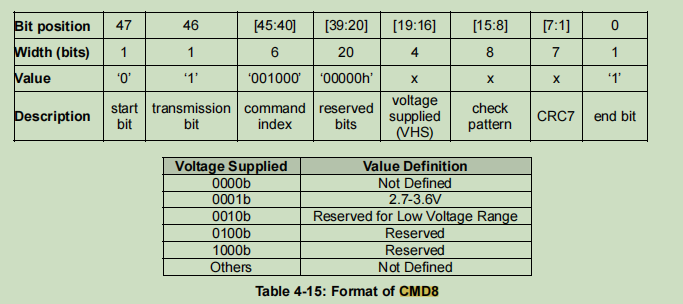 Bit position 47 46 [45:40] [39:20] [19:16] [15:8] [7:1] 0
Width (bits) 1 1 6 20 4 8 7 1
Value ‘0’ ‘1’ ‘001000’ ‘00000h’ x x x ‘1’
Description start bit transmission bit command index reserved bits voltage supplied (VHS) check pattern CRC7 end bit
Voltage Supplied Value Definition
0000b Not Defined
0001b 2.7-3.6V
0010b Reserved for Low Voltage Range
0100b Reserved
1000b Reserved
Others Not Defined
Table 4-15: Format of CMD8